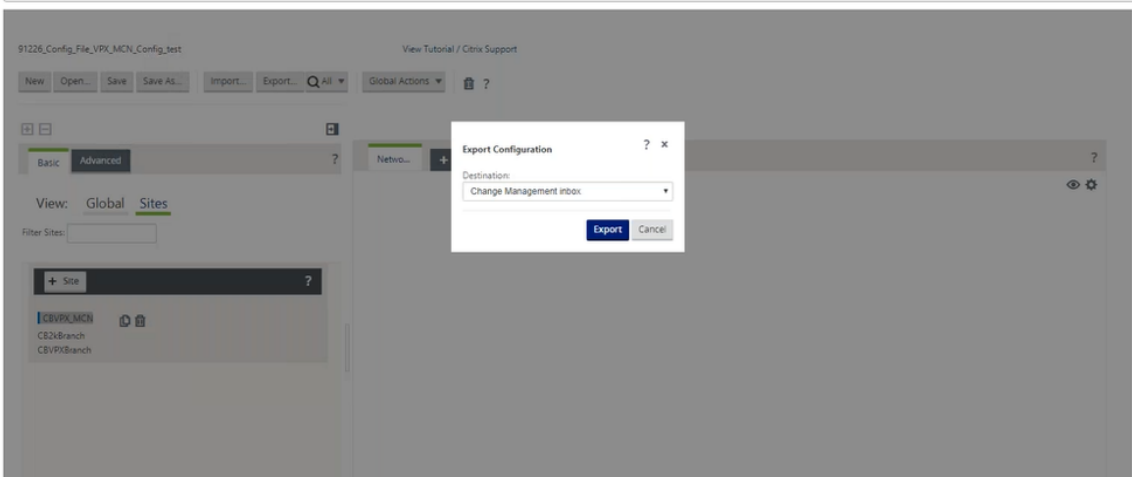 91226_Config_File_VPX_MCN_Config_test
View Tutorial / Citrix Support
New Open... Save Save As... Import... Export... All Global Actions ?
Basic Advanced ?
Netwo... + ?
Export Configuration ? ×
Destination:
Change Management inbox
Export Cancel
View: Global Sites
Filter Sites:
+ Site ?
CBVPX_MCN
CB2kBranch
CBVPXBranch